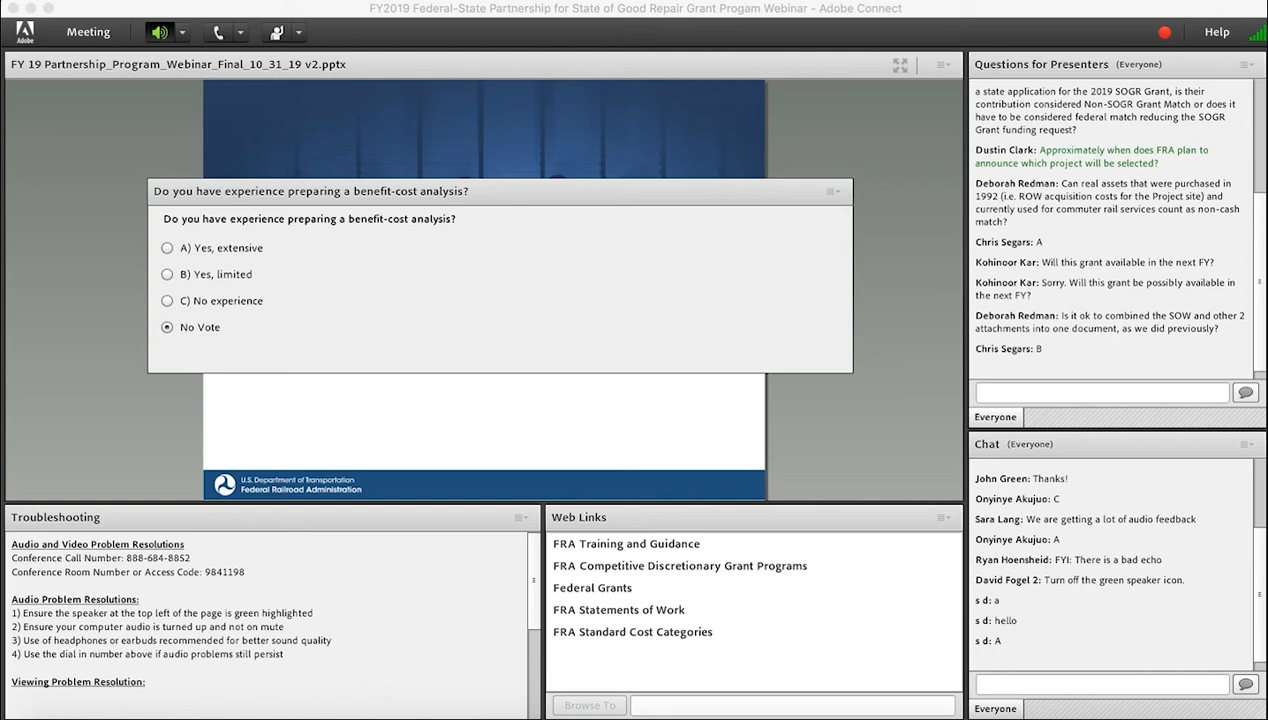 FY2019 Federal-State Partnership for State of Good Repair Grant Progam Webinar - Adobe Connect
Adobe
Meeting
Help
FY 19 Partnership_Program_Webinar_Final_10_31_19 v2.pptx
Do you have experience preparing a benefit-cost analysis?
Do you have experience preparing a benefit-cost analysis?
A) Yes, extensive
B) Yes, limited
C) No experience
No Vote
U.S. Department of Transportation
Federal Railroad Administration
Questions for Presenters (Everyone)
a state application for the 2019 SOGR Grant, is their
contribution considered Non-SOGR Grant Match or does it
have to be considered federal match reducing the SOGR
Grant funding request?
Dustin Clark: Approximately when does FRA plan to
announce which project will be selected?
Deborah Redman: Can real assets that were purchased in
1992 (i.e. ROW acquisition costs for the Project site) and
currently used for commuter rail services count as non-cash
match?
Chris Segars: A
Kohinoor Kar: Will this grant available in the next FY?
Kohinoor Kar: Sorry. Will this grant be possibly available in
the next FY?
Deborah Redman: Is it ok to combined the SOW and other 2
attachments into one document, as we did previously?
Chris Segars: B
Everyone
Chat (Everyone)
John Green: Thanks!
Onyinye Akujuo: C
Sara Lang: We are getting a lot of audio feedback
Onyinye Akujuo: A
Ryan Hoensheid: FYI: There is a bad echo
David Fogel 2: Turn off the green speaker icon.
s d: a
s d: hello
s d: A
Everyone
Troubleshooting
Audio and Video Problem Resolutions
Conference Call Number: 888-684-8852
Conference Room Number or Access Code: 9841198
Audio Problem Resolutions:
1) Ensure the speaker at the top left of the page is green highlighted
2) Ensure your computer audio is turned up and not on mute
3) Use of headphones or earbuds recommended for better sound quality
4) Use the dial in number above if audio problems still persist
Viewing Problem Resolution:
Web Links
FRA Training and Guidance
FRA Competitive Discretionary Grant Programs
Federal Grants
FRA Statements of Work
FRA Standard Cost Categories
Browse To